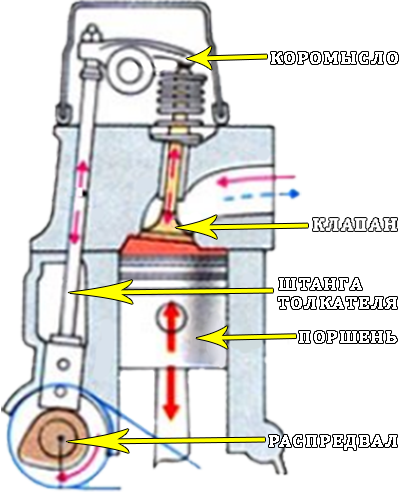 КОРОМЫСЛО
КЛАПАН
ШТАНГА
ТОЛКАТЕЛЯ
ПОРШЕНЬ
РАСПРЕДВАЛ